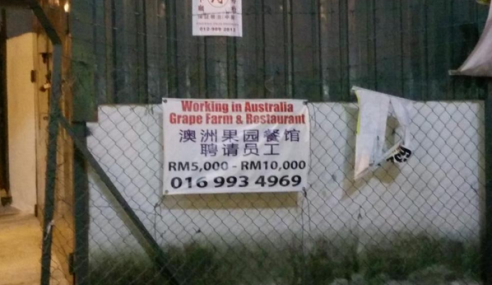 Working in Australia
Grape Farm & Restaurant
澳洲果园餐馆
聘请员工
RM5,000 - RM10,000
016 993 4969